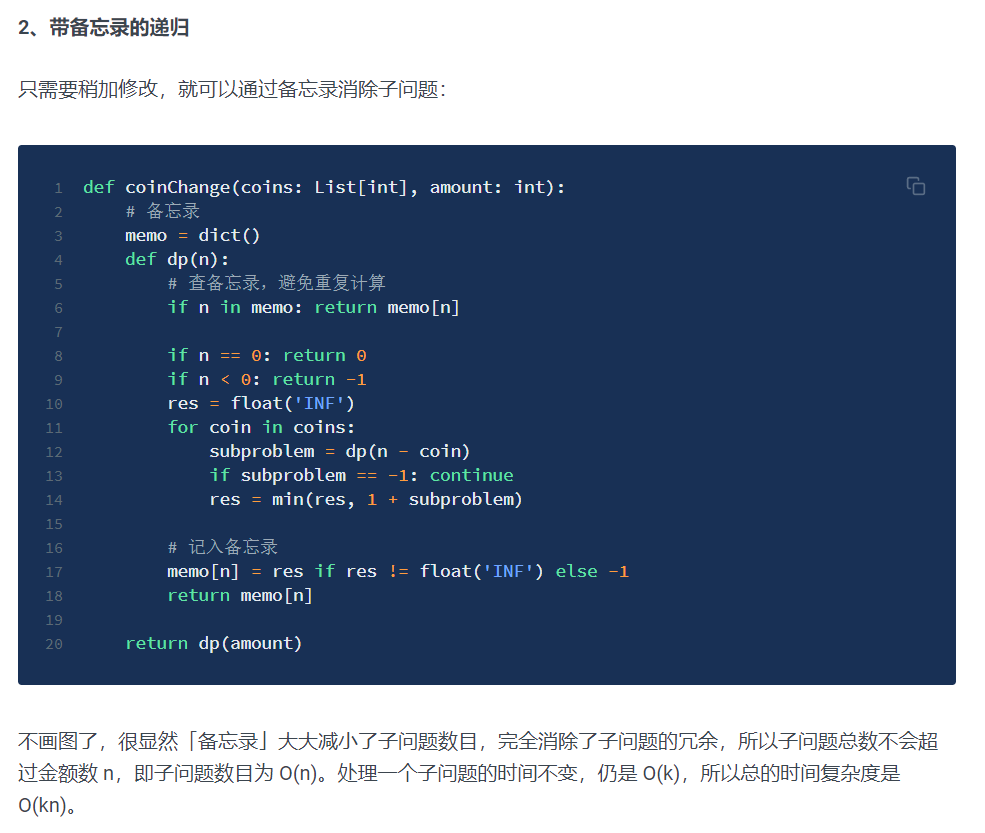 2、带备忘录的递归
只需要稍加修改，就可以通过备忘录消除子问题：
1 def coinChange(coins: List[int], amount: int):
2     # 备忘录
3     memo = dict()
4     def dp(n):
5         # 查备忘录，避免重复计算
6         if n in memo: return memo[n]
7
8         if n == 0: return 0
9         if n < 0: return -1
10         res = float('INF')
11         for coin in coins:
12             subproblem = dp(n - coin)
13             if subproblem == -1: continue
14             res = min(res, 1 + subproblem)
15
16         # 记入备忘录
17         memo[n] = res if res != float('INF') else -1
18         return memo[n]
19
20     return dp(amount)
不画图了，很显然「备忘录」大大减小了子问题数目，完全消除了子问题的冗余，所以子问题总数不会超
过金额数 n，即子问题数目为 O(n)。处理一个子问题的时间不变，仍是 O(k)，所以总的时间复杂度是
O(kn)。